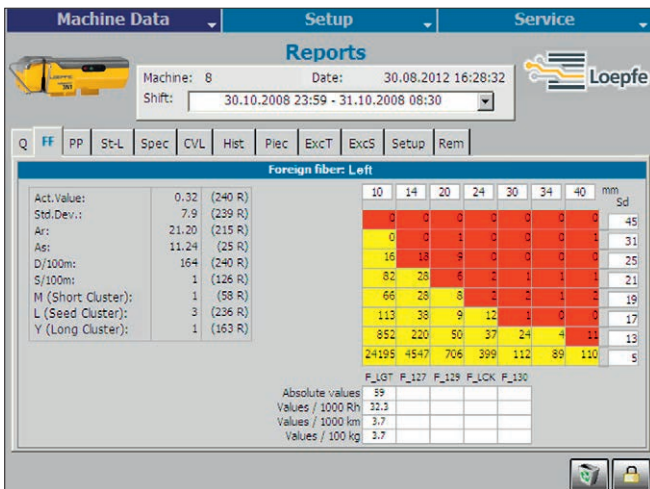 Machine Data Setup Service
Reports
Loepfe
Machine: 8 Date: 30.08.2012 16:28:32
Shift: 30.10.2008 23:59 - 31.10.2008 08:30
Q FF PP St-L Spec CVL Hist Piec ExcT ExcS Setup Rem
Foreign fiber: Left
10 14 20 24 30 34 40 mm
Sd
Act.Value: 0.32 (240 R) 0 0 0 0 0 0 0 45
Std.Dev.: 7.9 (239 R)
Ar: 21.20 (215 R) 0 0 1 0 0 0 1 31
As: 11.24 (25 R) 16 18 9 0 0 0 0 25
D/100m: 164 (240 R)
S/100m: 1 (126 R) 82 28 6 2 1 1 1 21
M (Short Cluster): 1 (58 R) 66 28 8 2 2 1 2 19
L (Seed Cluster): 3 (236 R) 113 38 9 12 1 0 0 17
Y (Long Cluster): 1 (163 R)
852 220 50 37 24 4 11 13
24195 4547 706 399 112 89 110 5
F_LGT F_127 F_129 F_LCK F_130
Absolute values 59
Values / 1000 Rh 32.3
Values / 1000 km 3.7
Values / 100 kg 3.7